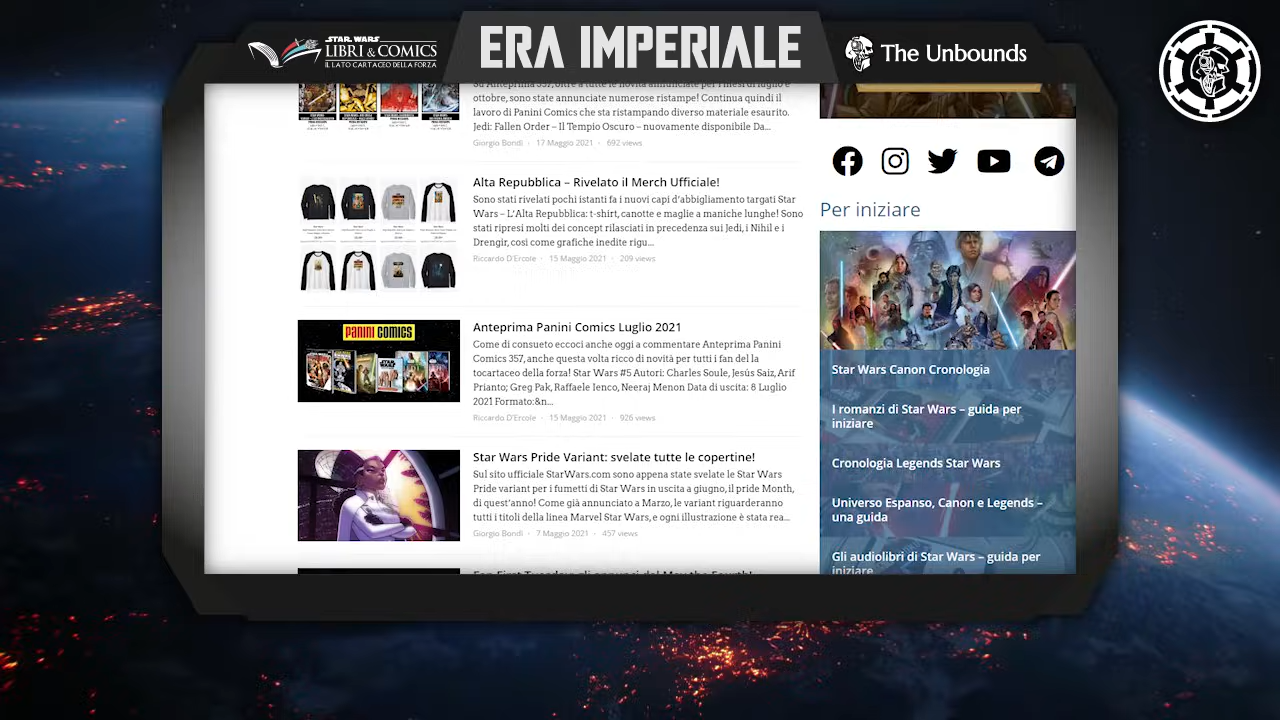 STAR WARS
LIBRI & COMICS
IL LATO CARTACEO DELLA FORZA
ERA IMPERIALE
The Unbounds
ottobre, sono state annunciate numerose ristampe! Continua quindi il
lavoro di Panini Comics che sta ristampando diverso materiale esaurito.
Jedi: Fallen Order – Il Tempio Oscuro – nuovamente disponibile Da...
Giorgio Bondì · 17 Maggio 2021 · 692 views
Alta Repubblica – Rivelato il Merch Ufficiale!
Sono stati rivelati pochi istanti fa i nuovi capi d'abbigliamento targati Star
Wars – L'Alta Repubblica: t-shirt, canotte e maglie a maniche lunghe! Sono
stati ripresi molti dei concept rilasciati in precedenza sui Jedi, i Nihil e i
Drengir, così come grafiche inedite rigu...
Riccardo D'Ercole · 15 Maggio 2021 · 209 views
PANINI COMICS
Anteprima Panini Comics Luglio 2021
Come di consueto eccoci anche oggi a commentare Anteprima Panini
Comics 357, anche questa volta ricco di novità per tutti i fan del la
tocartaceo della forza! Star Wars #5 Autori: Charles Soule, Jesùs Saiz, Arif
Prianto; Greg Pak, Raffaele Ienco, Neeraj Menon Data di uscita: 8 Luglio
2021 Formato:&n...
Riccardo D'Ercole · 15 Maggio 2021 · 926 views
Star Wars Pride Variant: svelate tutte le copertine!
Sul sito ufficiale StarWars.com sono appena state svelate le Star Wars
Pride variant per i fumetti di Star Wars in uscita a giugno, il pride Month,
di quest'anno! Come già annunciato a Marzo, le variant riguarderanno
tutti i titoli della linea Marvel Star Wars, e ogni illustrazione è stata rea...
Giorgio Bondì · 7 Maggio 2021 · 457 views
Per iniziare
Star Wars Canon Cronologia
I romanzi di Star Wars – guida per
iniziare
Cronologia Legends Star Wars
Universo Espanso, Canon e Legends –
una guida
Gli audiolibri di Star Wars – guida per
iniziare